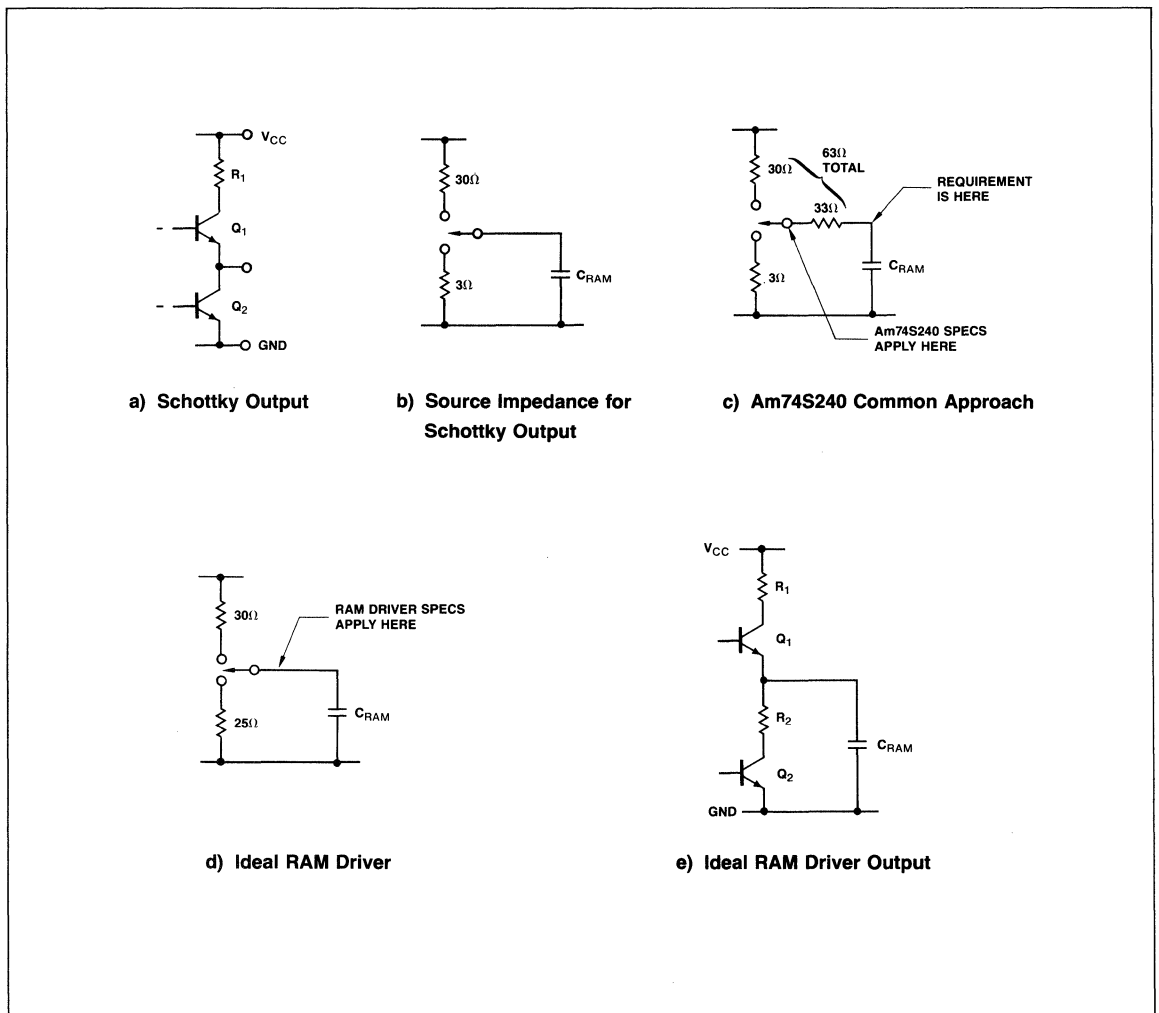 VCC
R1
Q1
Q2
GND
a) Schottky Output
30Ω
3Ω
CRAM
b) Source Impedance for
Schottky Output
30Ω
63Ω
TOTAL
33Ω
REQUIREMENT
IS HERE
3Ω
CRAM
Am74S240 SPECS
APPLY HERE
c) Am74S240 Common Approach
30Ω
RAM DRIVER SPECS
APPLY HERE
25Ω
CRAM
d) Ideal RAM Driver
VCC
R1
Q1
R2
CRAM
Q2
GND
e) Ideal RAM Driver Output